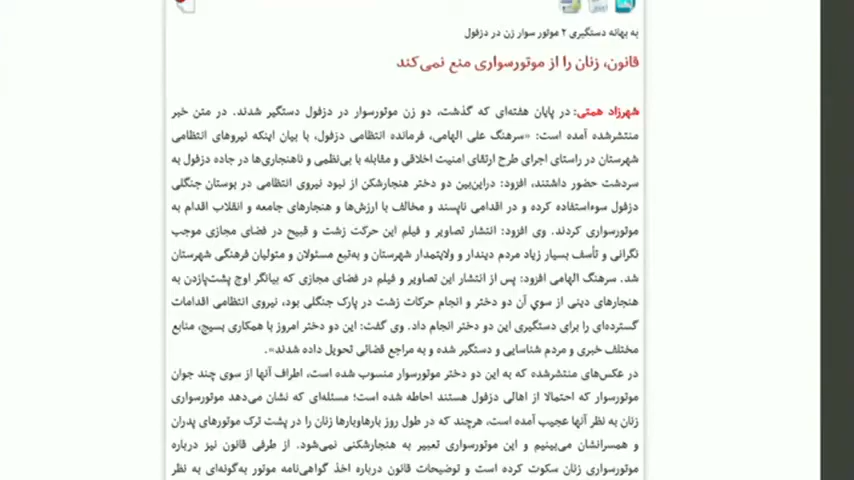 به بهانه دستگیری ۲ موتور سوار زن در دزفول
قانون، زنان را از موتورسواری منع نمی‌کند
شهرزاد همتی: در پایان هفته‌ای که گذشت، دو زن موتورسوار در دزفول دستگیر شدند. در متن خبر
منتشرشده آمده است: «سرهنگ علی الهامی، فرمانده انتظامی دزفول، با بیان اینکه نیروهای انتظامی
شهرستان در راستای اجرای طرح ارتقای امنیت اخلاقی و مقابله با بی‌نظمی و ناهنجاری‌ها در جاده دزفول به
سردشت حضور داشتند، افزود: دراین‌بین دو دختر هنجارشکن از نبود نیروی انتظامی در بوستان جنگلی
دزفول سوءاستفاده کرده و در اقدامی ناپسند و مخالف با ارزش‌ها و هنجارهای جامعه و انقلاب اقدام به
موتورسواری کردند. وی افزود: انتشار تصاویر و فیلم این حرکت زشت و قبیح در فضای مجازی موجب
نگرانی و تأسف بسیار زیاد مردم دیندار و ولایتمدار شهرستان و به‌تبع مسئولان و متولیان فرهنگی شهرستان
شد. سرهنگ الهامی افزود: پس از انتشار این تصاویر و فیلم در فضای مجازی که بیانگر اوج پشت‌پازدن به
هنجارهای دینی از سوي آن دو دختر و انجام حرکات زشت در پارک جنگلی بود، نیروی انتظامی اقدامات
گسترده‌ای را برای دستگیری این دو دختر انجام داد. وی گفت: این دو دختر امروز با همکاری بسیج، منابع
مختلف خبری و مردم شناسایی و دستگیر شده و به مراجع قضائی تحویل داده شدند».
در عکس‌های منتشرشده که به این دو دختر موتورسوار منسوب شده است، اطراف آنها از سوی چند جوان
موتورسوار که احتمالا از اهالی دزفول هستند احاطه شده است؛ مسئله‌ای که نشان می‌دهد موتورسواری
زنان به نظر آنها عجیب آمده است، هرچند که در طول روز بارهاوبارها زنان را در پشت ترک موتورهای پدران
و همسرانشان می‌بینیم و این موتورسواری تعبیر به هنجارشکنی نمی‌شود. از طرفی قانون نیز درباره
موتورسواری زنان سکوت کرده است و توضیحات قانون درباره اخذ گواهی‌نامه موتور به‌گونه‌ای به نظر